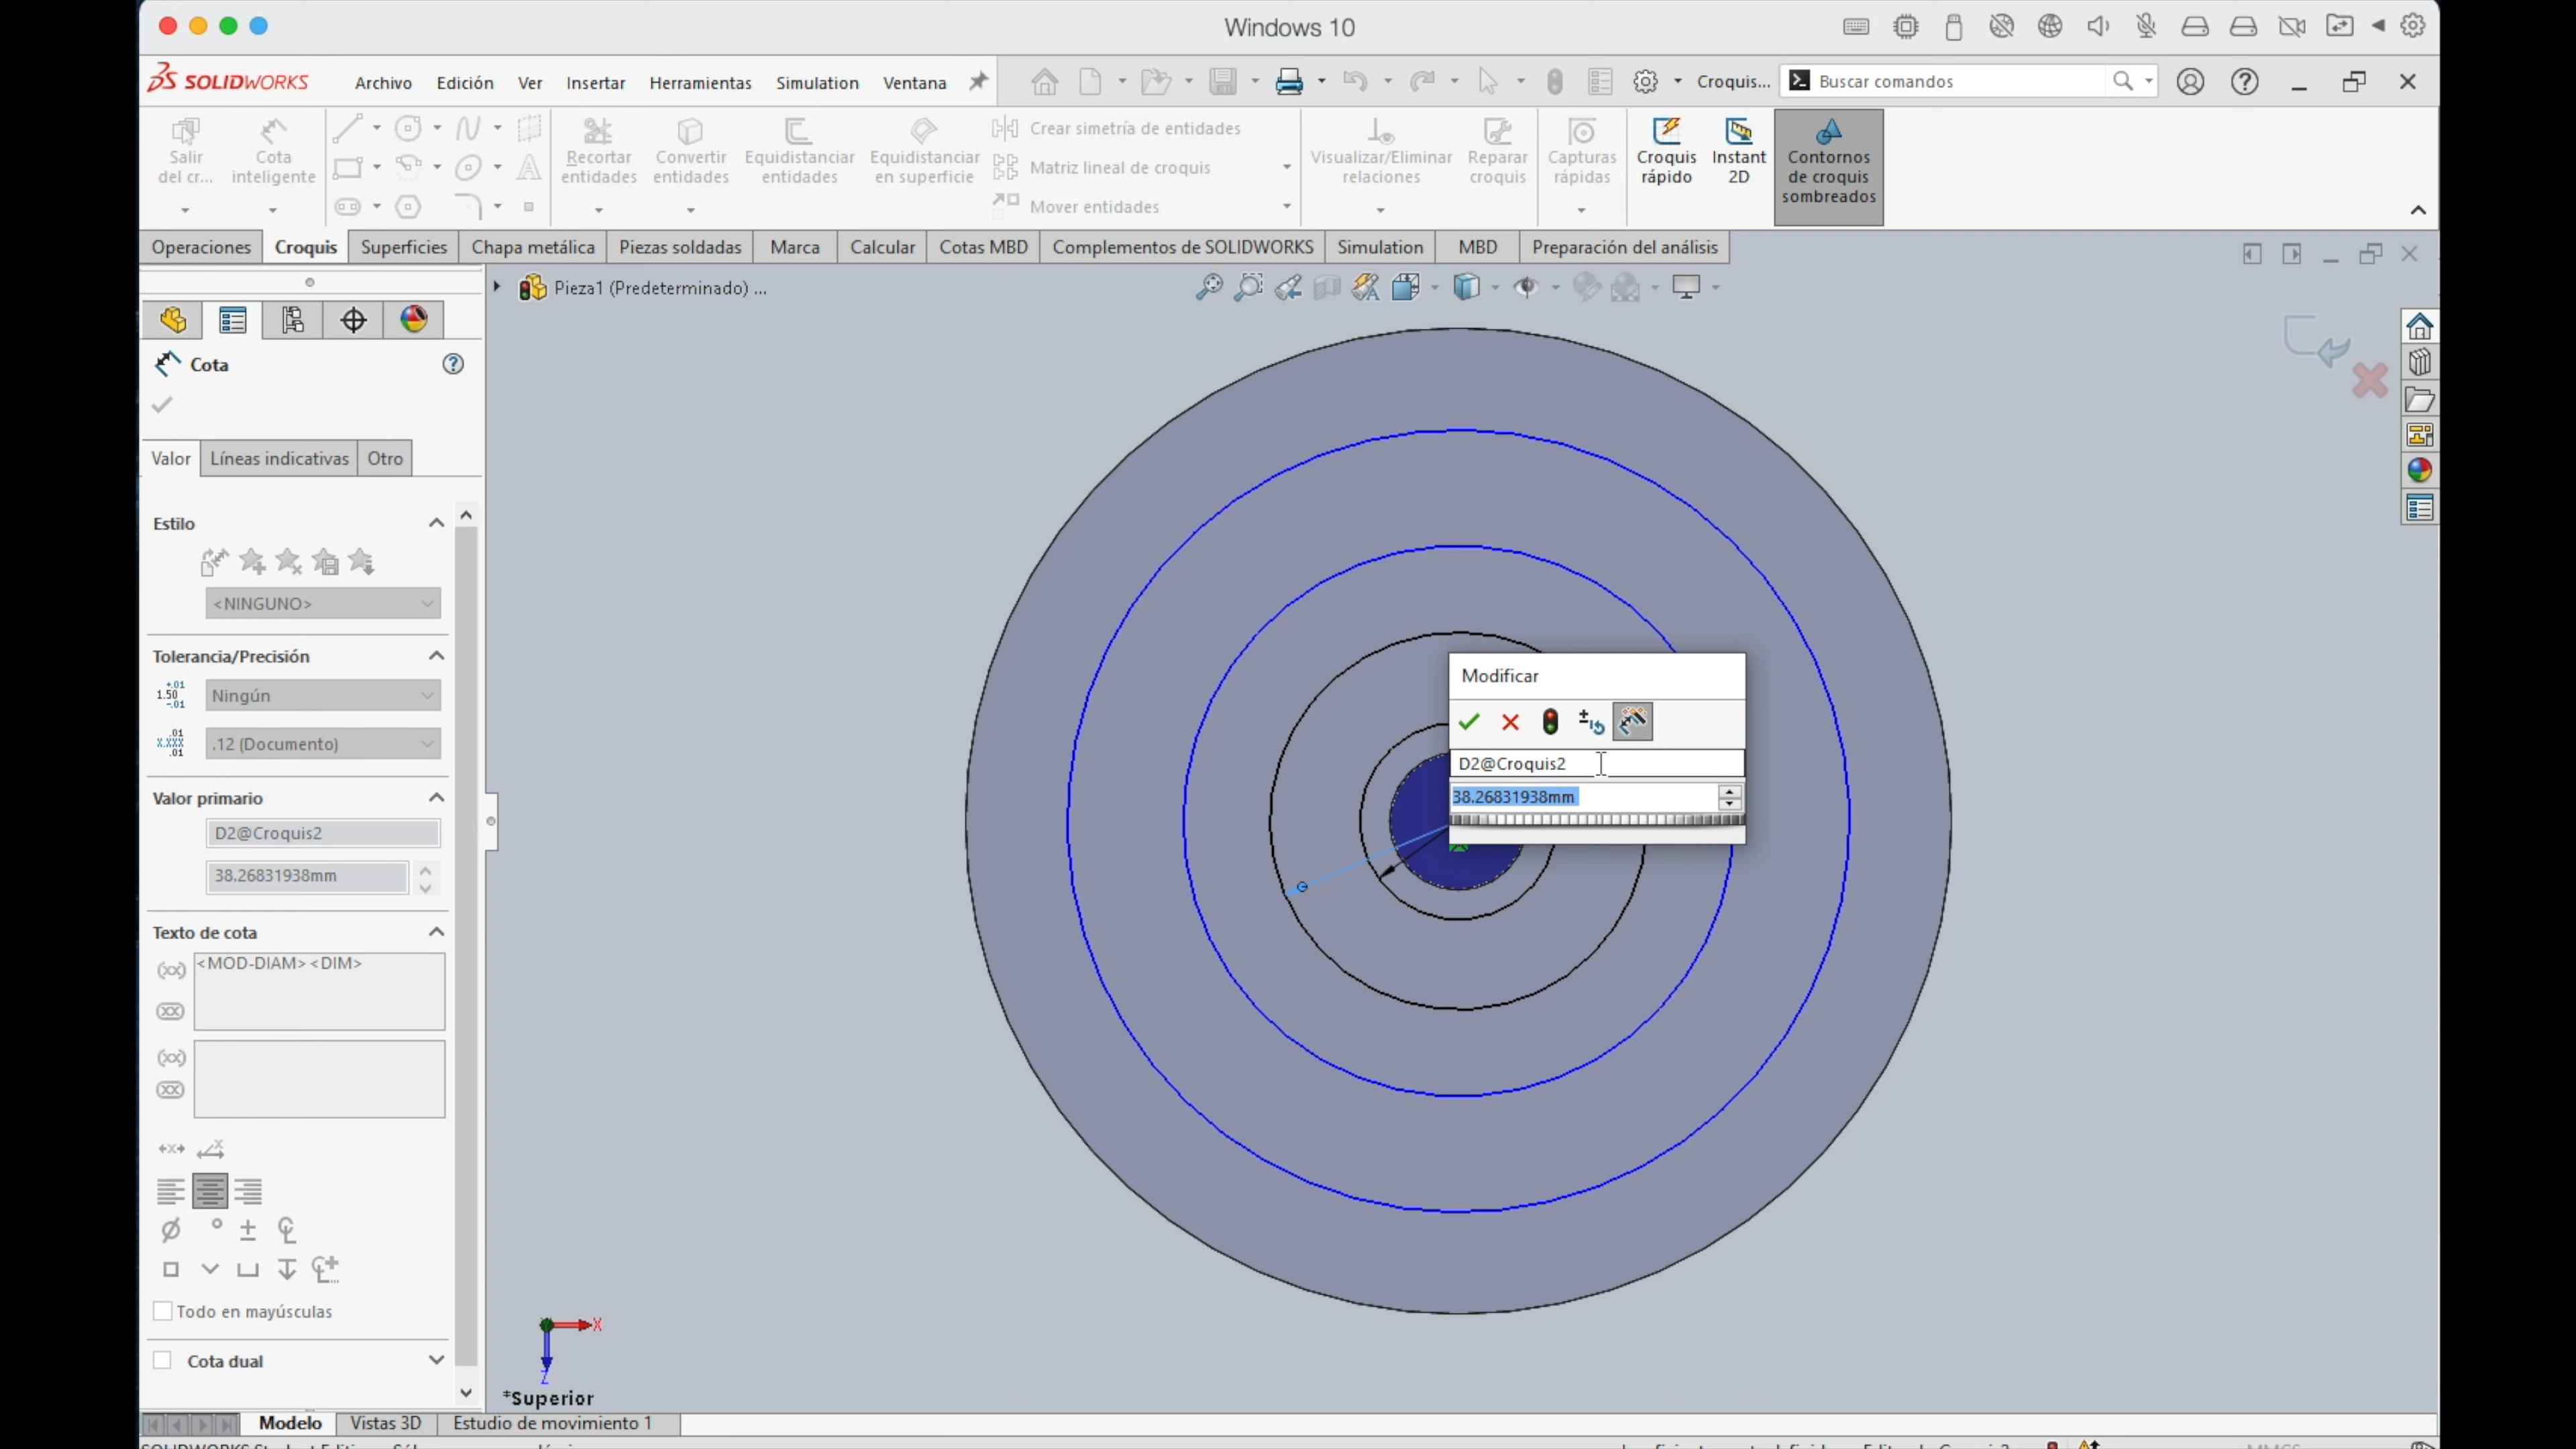 Windows 10
SOLIDWORKS
Archivo Edición Ver Insertar Herramientas Simulation Ventana
Croquis... Buscar comandos
Salir del cr...
Cota inteligente
Recortar entidades
Convertir entidades
Equidistanciar entidades
Equidistanciar en superficie
Crear simetría de entidades
Matriz lineal de croquis
Mover entidades
Visualizar/Eliminar relaciones
Reparar croquis
Capturas rápidas
Croquis rápido
Instant 2D
Contornos de croquis sombreados
Operaciones Croquis Superficies Chapa metálica Piezas soldadas Marca Calcular Cotas MBD Complementos de SOLIDWORKS Simulation MBD Preparación del análisis
Pieza1 (Predeterminado) ...
Cota
Valor Líneas indicativas Otro
Estilo
<NINGUNO>
Tolerancia/Precisión
Ningún
.12 (Documento)
Valor primario
D2@Croquis2
38.26831938mm
Texto de cota
<MOD-DIAM><DIM>
Todo en mayúsculas
Cota dual
Modificar
D2@Croquis2
38.26831938mm
X
Z
*Superior
Modelo Vistas 3D Estudio de movimiento 1